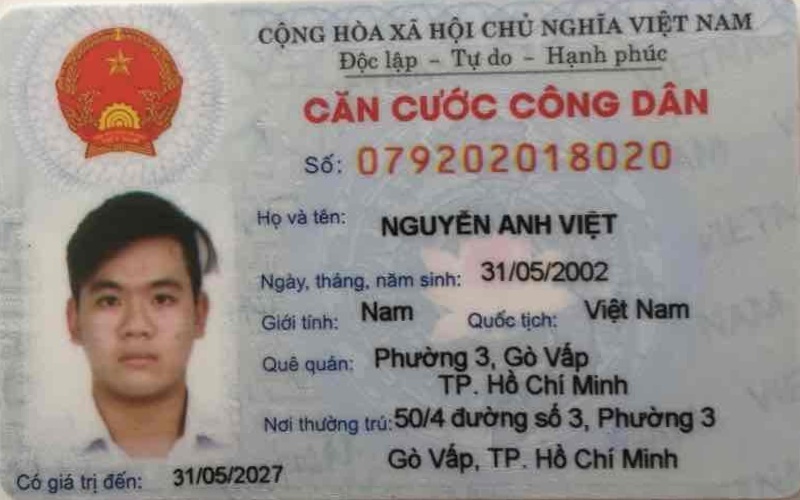 CỘNG HÒA XÃ HỘI CHỦ NGHĨA VIỆT NAM
Độc lập - Tự do - Hạnh phúc
CĂN CƯỚC CÔNG DÂN
Số: 079202018020
Họ và tên: NGUYỄN ANH VIỆT
Ngày, tháng, năm sinh: 31/05/2002
Giới tính: Nam Quốc tịch: Việt Nam
Quê quán: Phường 3, Gò Vấp
TP. Hồ Chí Minh
Nơi thường trú: 50/4 đường số 3, Phường 3
Gò Vấp, TP. Hồ Chí Minh
Có giá trị đến: 31/05/2027